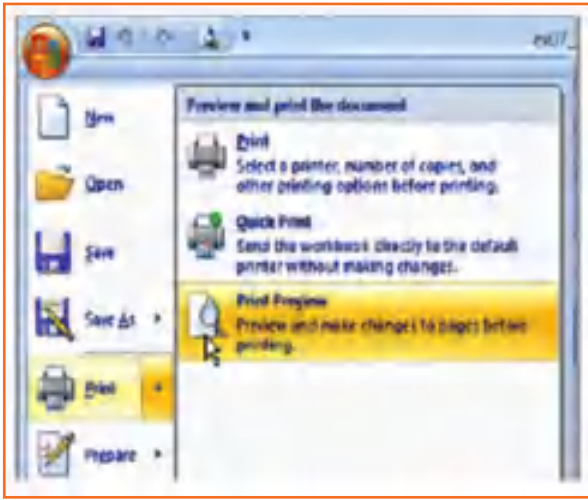 New
Open
Save
Save As
Print
Prepare
Preview and print the document
Print
Select a printer, number of copies, and
other printing options before printing.
Quick Print
Send the workbook directly to the default
printer without making changes.
Print Preview
Preview and make changes to pages before
printing.